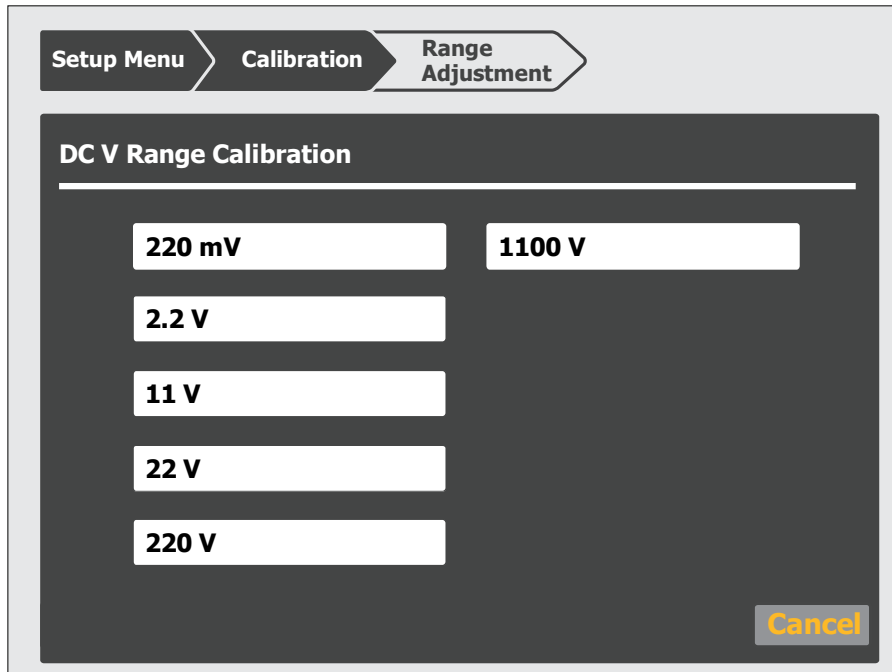 Setup Menu
Calibration
Range
Adjustment
DC V Range Calibration
220 mV
1100 V
2.2 V
11 V
22 V
220 V
Cancel